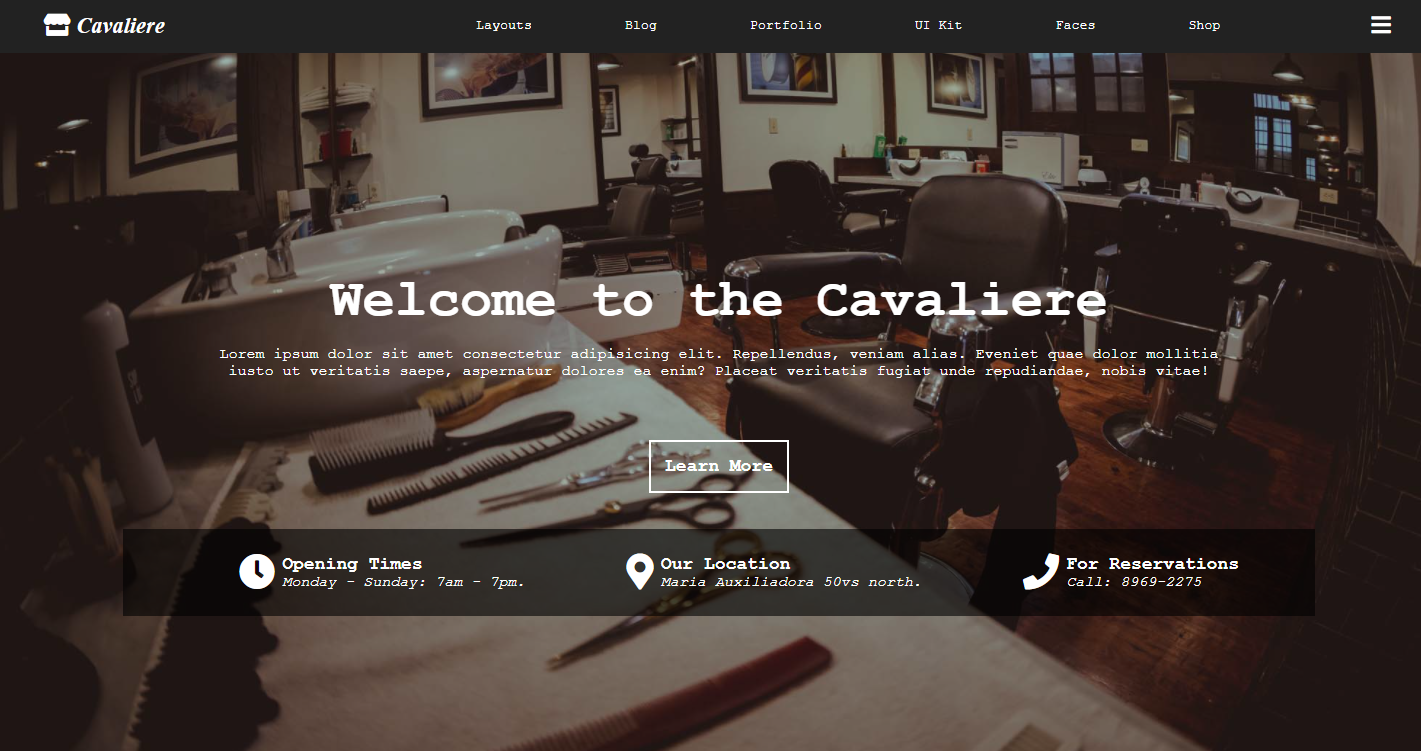 Cavaliere
Layouts
Blog
Portfolio
UI Kit
Faces
Shop
Welcome to the Cavaliere
Lorem ipsum dolor sit amet consectetur adipisicing elit. Repellendus, veniam alias. Eveniet quae dolor mollitia
iusto ut veritatis saepe, aspernatur dolores ea enim? Placeat veritatis fugiat unde repudiandae, nobis vitae!
Learn More
Opening Times
Monday - Sunday: 7am - 7pm.
Our Location
Maria Auxiliadora 50vs north.
For Reservations
Call: 8969-2275